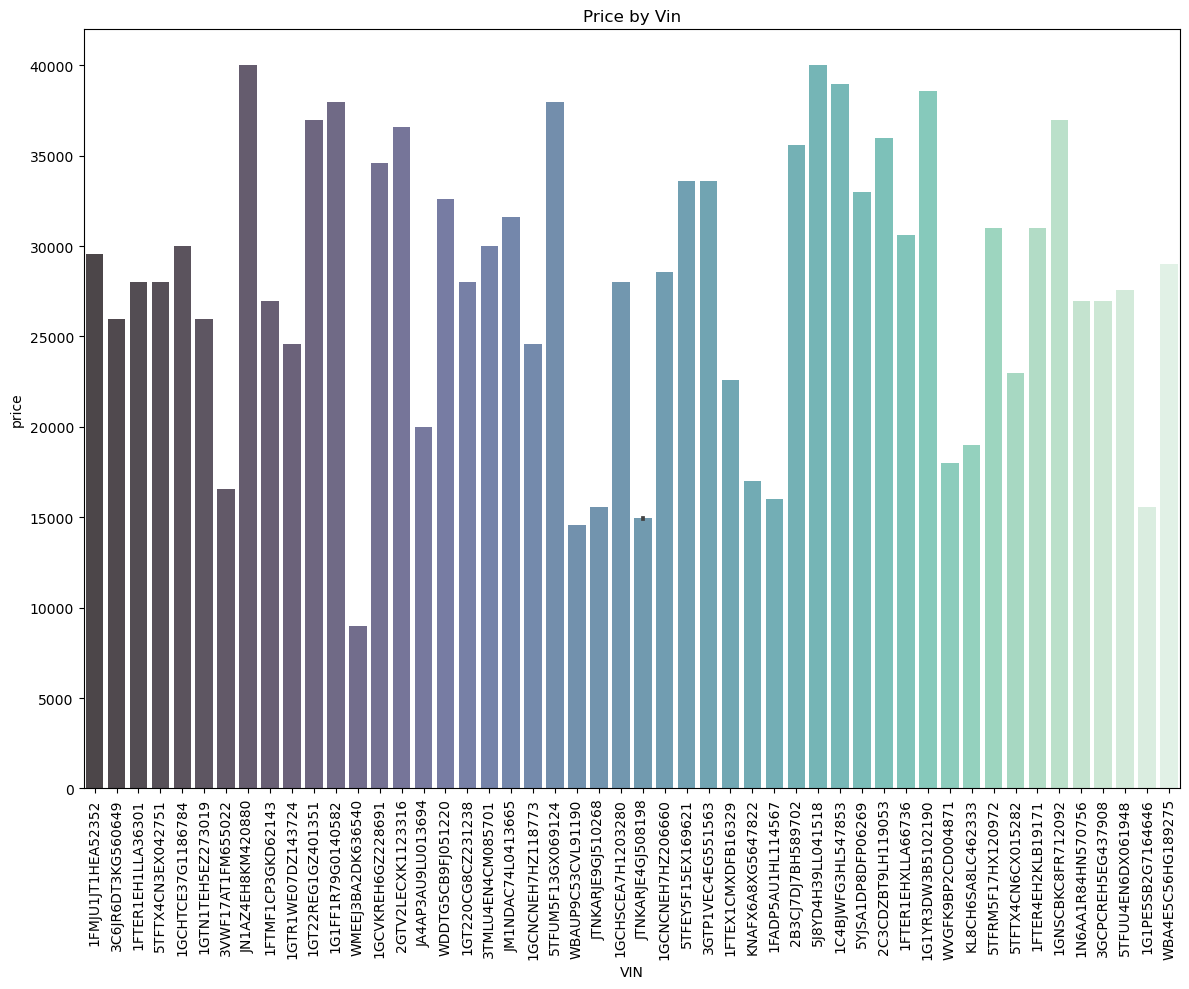 Price by Vin
40000
35000
30000
25000
20000
15000
10000
5000
0
price
1FMJU1JT1HEA52352
3C6JR6DT3KG560649
1FTER1EH1LLA36301
5TFTX4CN3EX042751
1GCHTCE37G1186784
1GTN1TEH5EZ273019
3VWF17AT1FM655022
JN1AZ4EH8KM420880
1FTMF1CP3GKD62143
1GTR1WE07DZ143724
1GT22REG1GZ401351
1G1FF1R79G0140582
WMEEJ3BA2DK636540
1GCVKREH6GZ228691
2GTV2LECXK1123316
JA4AP3AU9LU013694
WDDTG5CB9FJ051220
1GT220CG8CZ231238
3TMLU4EN4CM085701
JM1NDAC74L0413665
1GCNCNEH7HZ118773
5TFUM5F13GX069124
WBAUP9C53CVL91190
JTNKARJE9GJ510268
1GCHSCEA7H1203280
JTNKARJE4GJ508198
1GCNCNEH7HZ206660
5TFEY5F15EX169621
3GTP1VEC4EG551563
1FTEX1CMXDFB16329
KNAFX6A8XG5647822
1FADP5AU1HL114567
2B3CJ7DJ7BH589702
5J8YD4H39LL041518
1C4BJWFG3HL547853
5YJSA1DP8DFP06269
2C3CDZBT9LH119053
1FTER1EHXLLA66736
1G1YR3DW3B5102190
WVGFK9BP2CD004871
KL8CH6SA8LC462333
5TFRM5F17HX120972
5TFTX4CN6CX015282
1FTER4EH2KLB19171
1GNSCBKC8FR712092
1N6AA1R84HN570756
3GCPCREH5EG437908
5TFUU4EN6DX061948
1G1PE5SB2G7164646
WBA4E5C56HG189275
VIN